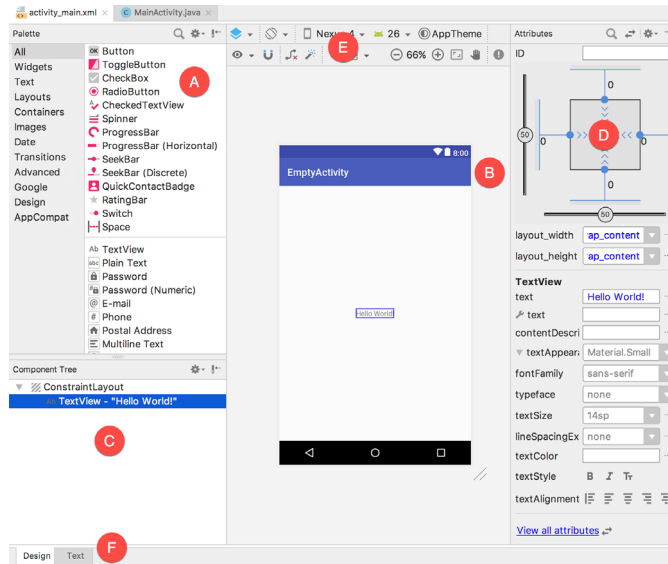 activity_main.xml × MainActivity.java ×
Palette
All
Widgets
Text
Layouts
Containers
Images
Date
Transitions
Advanced
Google
Design
AppCompat
OK Button
ToggleButton
CheckBox
RadioButton
CheckedTextView
Spinner
ProgressBar
ProgressBar (Horizontal)
SeekBar
SeekBar (Discrete)
QuickContactBadge
RatingBar
Switch
Space
Ab TextView
abc Plain Text
Password
Password (Numeric)
@ E-mail
# Phone
Postal Address
Multiline Text
A
Component Tree
ConstraintLayout
Ab TextView - "Hello World!"
C
Design Text
F
26 AppTheme
E
66%
8:00
EmptyActivity
B
Hello World!
Attributes
ID
0
50
0
D
0
50
layout_width ap_content
layout_height ap_content
TextView
text Hello World!
text
contentDescri
textAppeara Material.Small
fontFamily sans-serif
typeface none
textSize 14sp
lineSpacingEx none
textColor
textStyle B I Tт
textAlignment
View all attributes